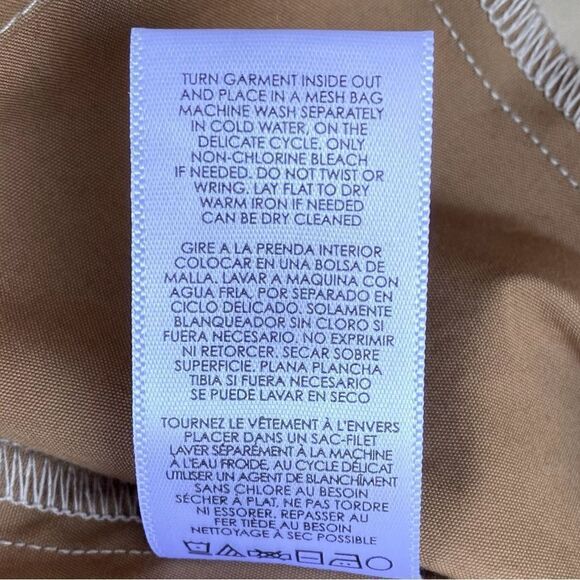 TURN GARMENT INSIDE OUT
AND PLACE IN A MESH BAG
MACHINE WASH SEPARATELY
IN COLD WATER, ON THE
DELICATE CYCLE. ONLY
NON-CHLORINE BLEACH
IF NEEDED. DO NOT TWIST OR
WRING. LAY FLAT TO DRY
WARM IRON IF NEEDED
CAN BE DRY CLEANED
GIRE A LA PRENDA INTERIOR
COLOCAR EN UNA BOLSA DE
MALLA. LAVAR A MAQUINA CON
AGUA FRIA, POR SEPARADO EN
CICLO DELICADO. SOLAMENTE
BLANQUEADOR SIN CLORO SI
FUERA NECESARIO. NO EXPRIMIR
NI RETORCER. SECAR SOBRE
SUPERFICIE. PLANA PLANCHA
TIBIA SI FUERA NECESARIO
SE PUEDE LAVAR EN SECO
TOURNEZ LE VÊTEMENT À L'ENVERS
PLACER DANS UN SAC-FILET
LAVER SÉPARÉMENT À LA MACHINE
À L'EAU FROIDE, AU CYCLE DÉLICAT
UTILISER UN AGENT DE BLANCHÎMENT
SANS CHLORE AU BESOIN
SÉCHER À PLAT, NE PAS TORDRE
NI ESSORER. REPASSER AU
FER TIÈDE AU BESOIN
NETTOYAGE À SEC POSSIBLE